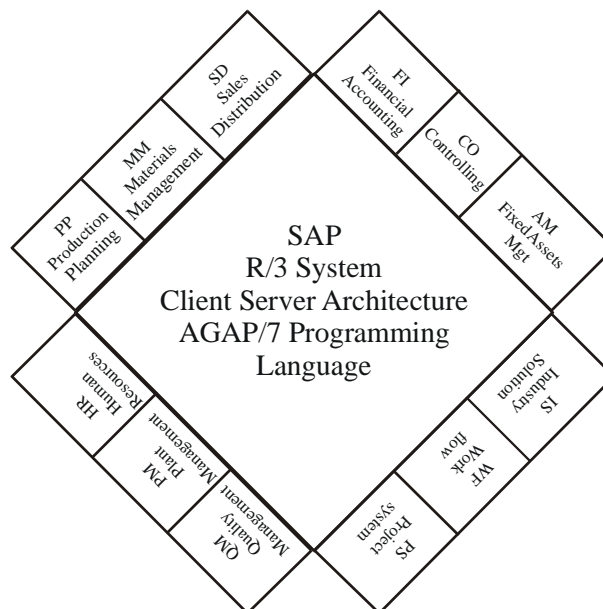 SD
Sales
Distribution
MM
Materials
Management
PP
Production
Planning
FI
Financial
Accounting
CO
Controlling
AM
Fixed Assets
Mgt
SAP
R/3 System
Client Server Architecture
AGAP/7 Programming
Language
HR
Human
Resources
PM
Plant
Management
QM
Quality
Management
IS
Industry
Solution
WF
Work
flow
PS
Project
system